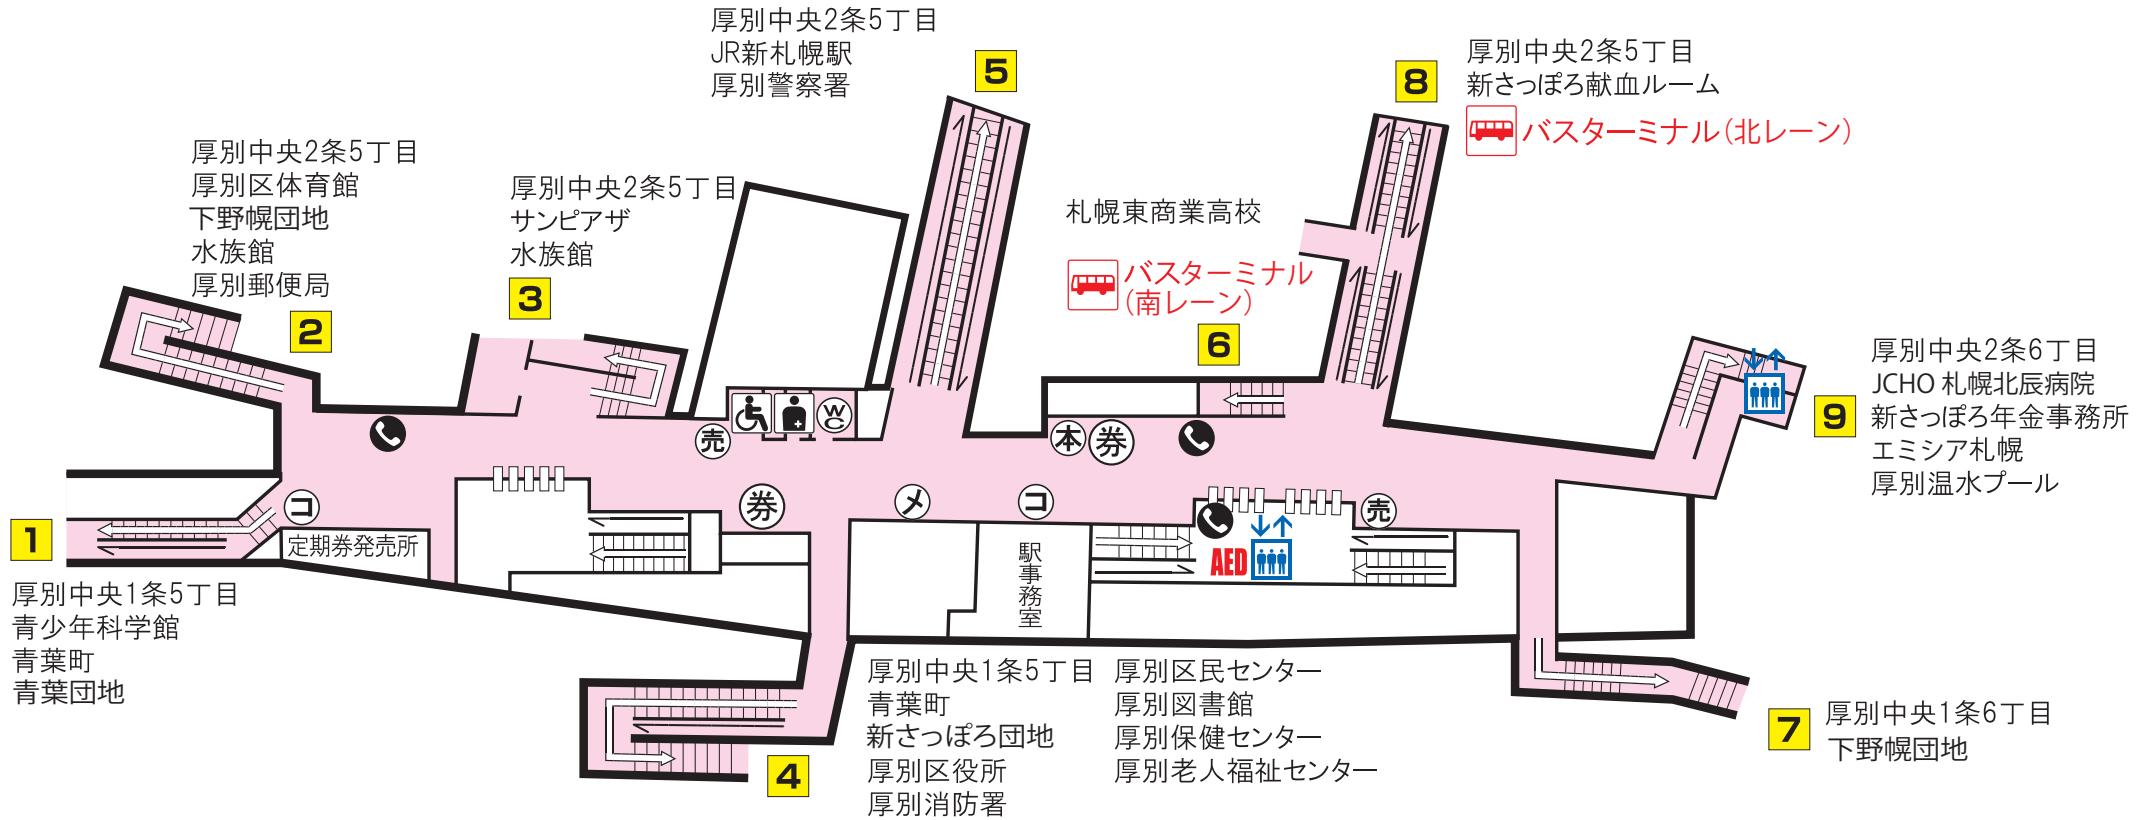 厚別中央2条5丁目
JR新札幌駅
厚別警察署
5
8
厚別中央2条5丁目
新さっぽろ献血ルーム
バスターミナル(北レーン)
厚別中央2条5丁目
厚別区体育館
下野幌団地
水族館
厚別郵便局
2
厚別中央2条5丁目
サンピアザ
水族館
3
札幌東商業高校
バスターミナル
(南レーン)
6
厚別中央2条6丁目
JCHO 札幌北辰病院
新さっぽろ年金事務所
エミシア札幌
厚別温水プール
9
WC
売
本
券
コ
券
メ
コ
売
定期券発売所
駅事務室
AED
1
厚別中央1条5丁目
青少年科学館
青葉町
青葉団地
4
厚別中央1条5丁目
青葉町
新さっぽろ団地
厚別区役所
厚別消防署
厚別区民センター
厚別図書館
厚別保健センター
厚別老人福祉センター
7
厚別中央1条6丁目
下野幌団地